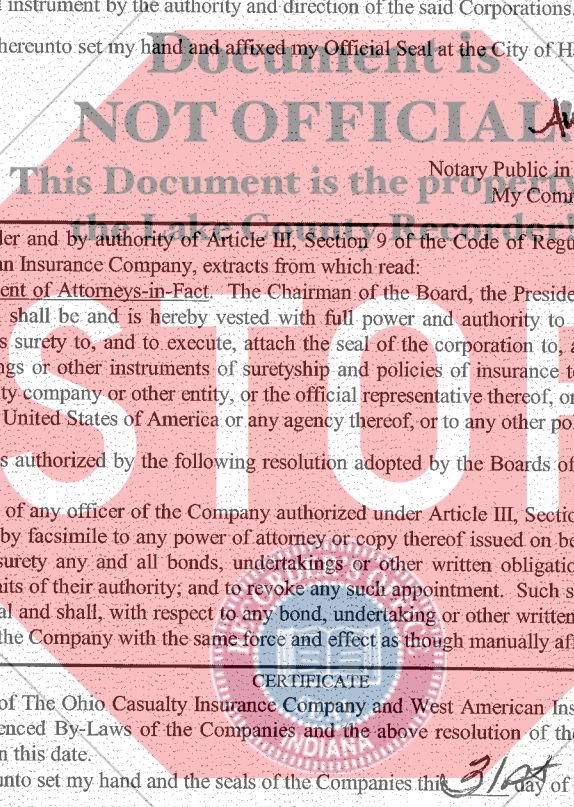 instrument by the authority and direction of the said Corporations.
hereunto set my hand and affixed my Official Seal at the City of H
Document is
NOT OFFICIAL!
This Document is the property
the Lake County Recorder
Notary Public in
My Comm
er and by authority of Article III, Section 9 of the Code of Regu
n Insurance Company, extracts from which read:
ent of Attorneys-in-Fact. The Chairman of the Board, the Preside
shall be and is hereby vested with full power and authority to
s surety to, and to execute, attach the seal of the corporation to, a
ngs or other instruments of suretyship and policies of insurance t
ty company or other entity, or the official representative thereof, or
United States of America or any agency thereof, or to any other po
STOP
s authorized by the following resolution adopted by the Boards of
of any officer of the Company authorized under Article III, Sectio
by facsimile to any power of attorney or copy thereof issued on be
surety any and all bonds, undertakings or other written obligatio
its of their authority; and to revoke any such appointment. Such s
al and shall, with respect to any bond, undertaking or other written
the Company with the same force and effect as though manually af
RECORDER'S OFFICE
INDIANA
CERTIFICATE
of The Ohio Casualty Insurance Company and West American Ins
enced By-Laws of the Companies and the above resolution of th
n this date.
unto set my hand and the seals of the Companies this 31st day of